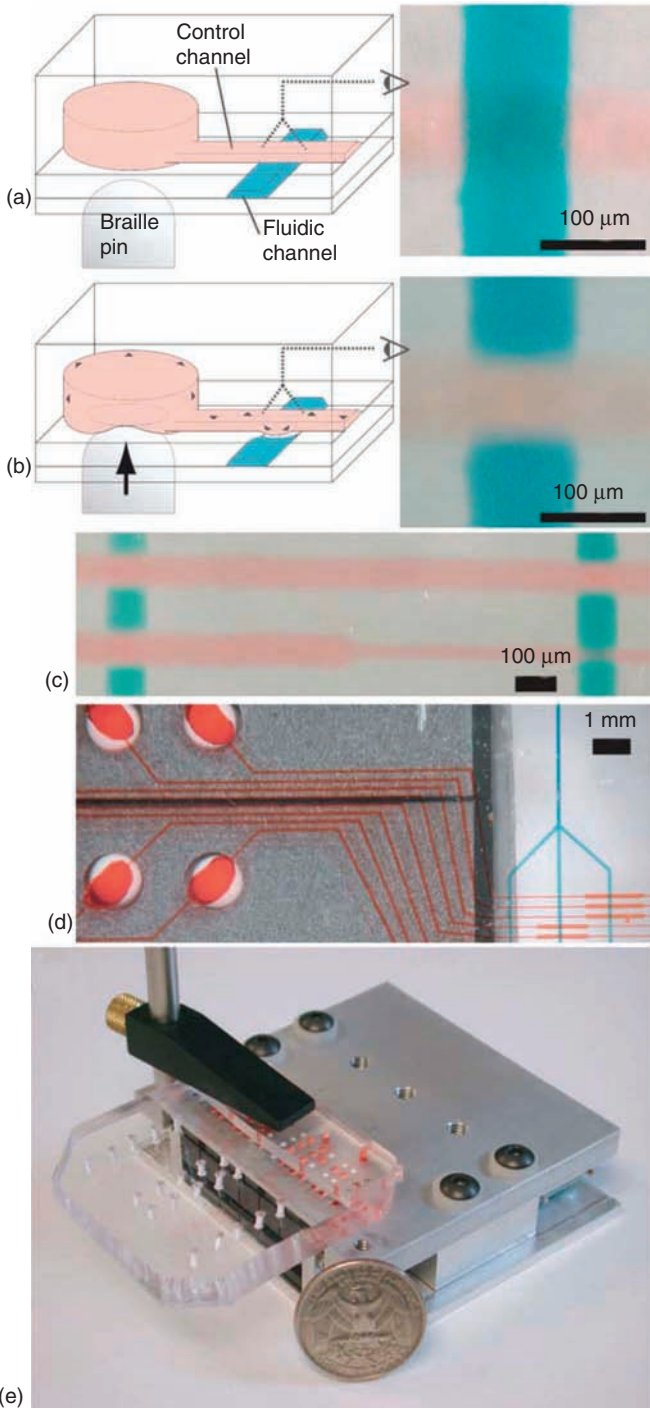 Control
channel
(a)
Braille
pin
Fluidic
channel
100 μm
(b)
100 μm
100 μm
(c)
1 mm
(d)
(e)